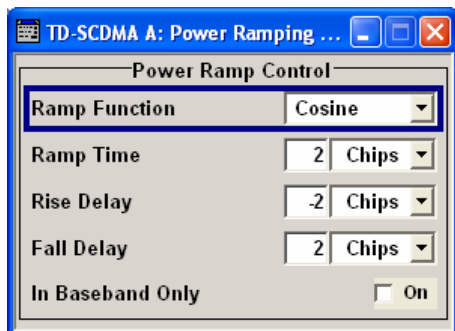 TD-SCDMA A: Power Ramping ...
Power Ramp Control
Ramp Function Cosine
Ramp Time 2 Chips
Rise Delay -2 Chips
Fall Delay 2 Chips
In Baseband Only On